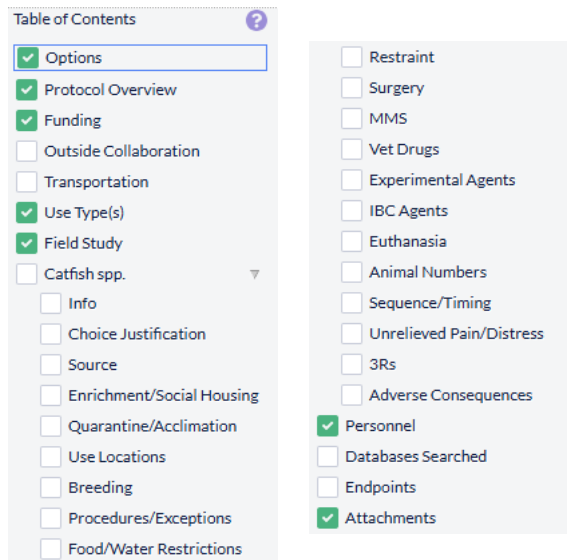 Table of Contents
?
Options
Protocol Overview
Funding
Outside Collaboration
Transportation
Use Type(s)
Field Study
Catfish spp.
Info
Choice Justification
Source
Enrichment/Social Housing
Quarantine/Acclimation
Use Locations
Breeding
Procedures/Exceptions
Food/Water Restrictions
Restraint
Surgery
MMS
Vet Drugs
Experimental Agents
IBC Agents
Euthanasia
Animal Numbers
Sequence/Timing
Unrelieved Pain/Distress
3Rs
Adverse Consequences
Personnel
Databases Searched
Endpoints
Attachments